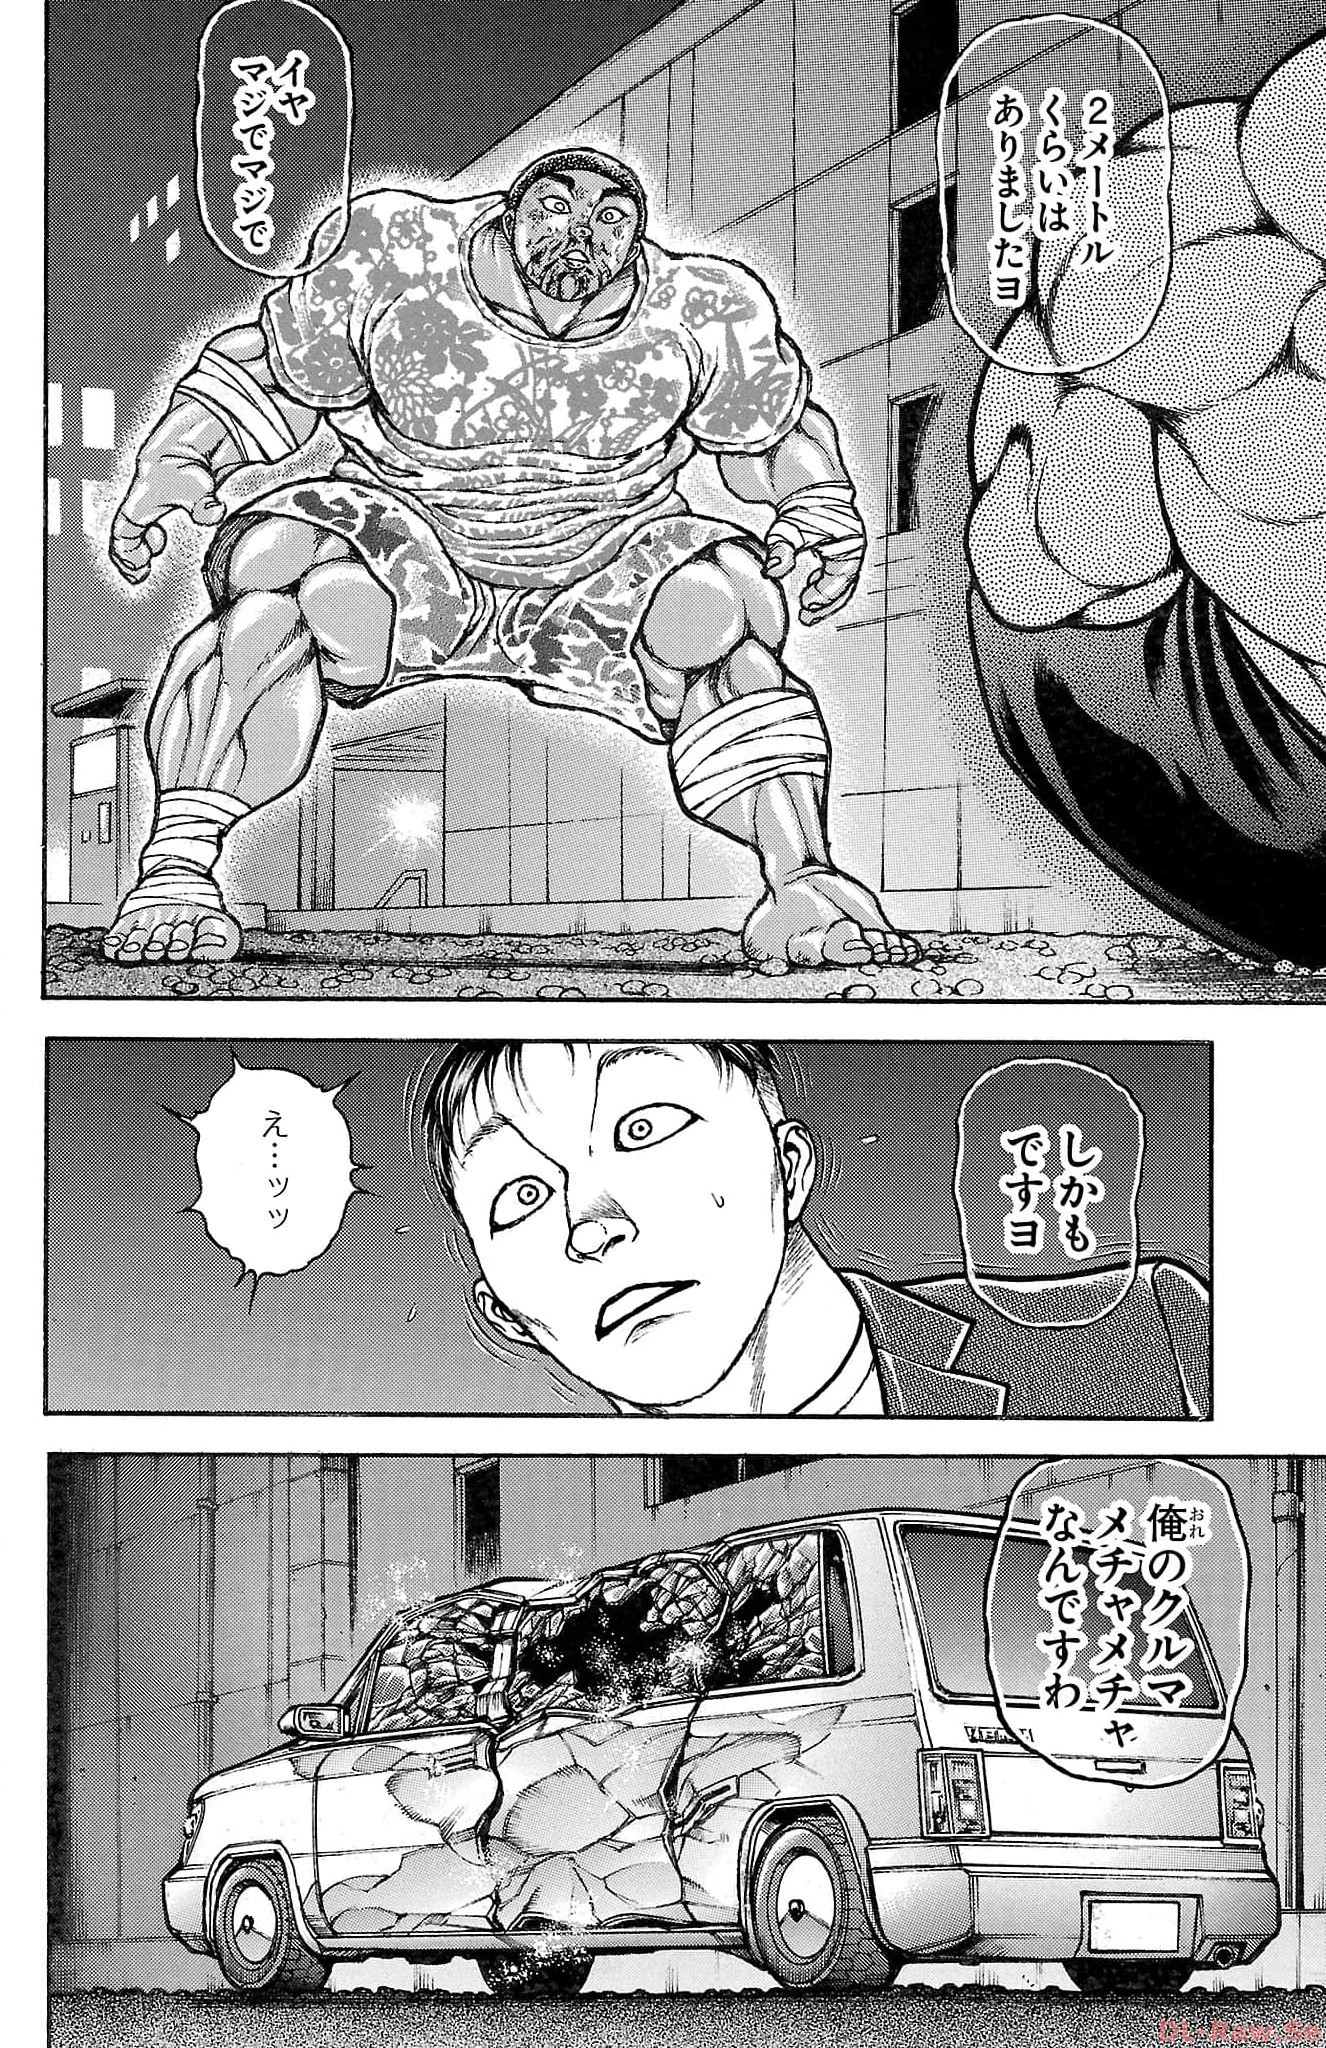 2メートル
くらいは
ありましたヨ
イヤ
マジでマジで
しかも
ですヨ
え…ッッ
俺のクルマ
おれ
メチャメチャ
なんですわ
DL-Raw.Se